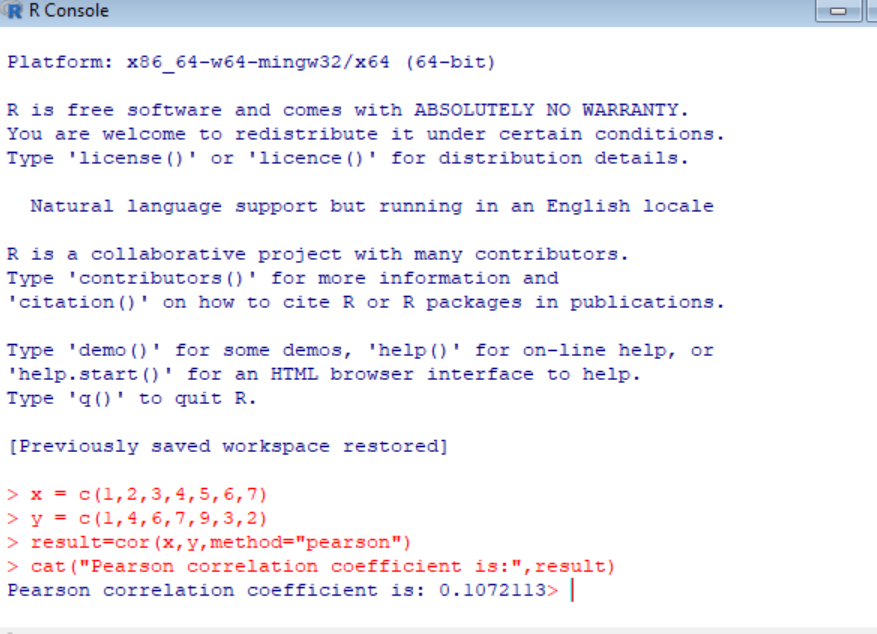 R Console
Platform: x86_64-w64-mingw32/x64 (64-bit)
R is free software and comes with ABSOLUTELY NO WARRANTY.
You are welcome to redistribute it under certain conditions.
Type 'license()' or 'licence()' for distribution details.
Natural language support but running in an English locale
R is a collaborative project with many contributors.
Type 'contributors()' for more information and
'citation()' on how to cite R or R packages in publications.
Type 'demo()' for some demos, 'help()' for on-line help, or
'help.start()' for an HTML browser interface to help.
Type 'q()' to quit R.
[Previously saved workspace restored]
> x = c(1,2,3,4,5,6,7)
> y = c(1,4,6,7,9,3,2)
> result=cor(x,y,method="pearson")
> cat("Pearson correlation coefficient is:",result)
Pearson correlation coefficient is: 0.1072113>